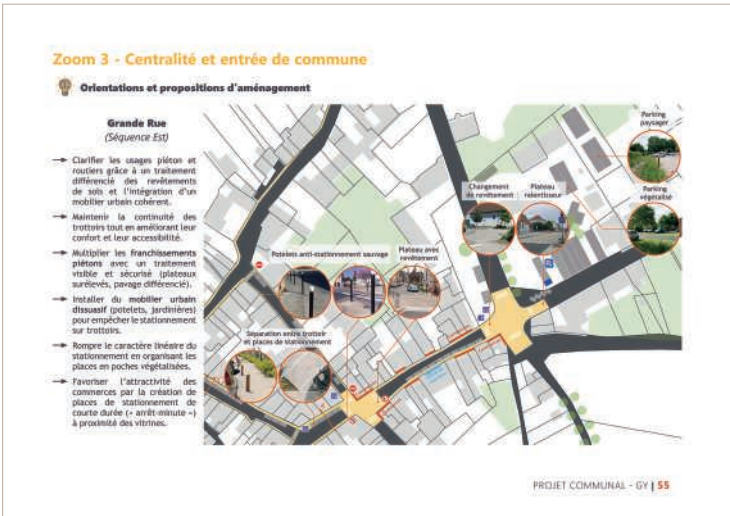 Zoom 3 - Centralité et entrée de commune
Orientations et propositions d'aménagement
Grande Rue
(Séquence Est)
→ Clarifier les usages piéton et
routiers grâce à un traitement
différencié des revêtements
de sols et l'intégration d'un
mobilier urbain cohérent.
→ Maintenir la continuité des
trottoirs tout en améliorant leur
confort et leur accessibilité.
→ Multiplier les franchissements
piétons avec un traitement
visible et sécurisé (plateaux
surélevés, pavage différencié).
→ Installer du mobilier urbain
dissuasif (potelets, jardinières)
pour empêcher le stationnement
sur trottoirs.
→ Rompre le caractère linéaire du
stationnement en organisant les
places en poches végétalisées.
→ Favoriser l'attractivité des
commerces par la création de
places de stationnement de
courte durée (« arrêt-minute »)
à proximité des vitrines.
Parking
paysager
Changement
de revêtement
Plateau
ralentisseur
Parking
végétalisé
Potelets anti-stationnement sauvage
Plateau avec
revêtement
Séparation entre trottoir
et places de stationnement
PROJET COMMUNAL - GY | 55